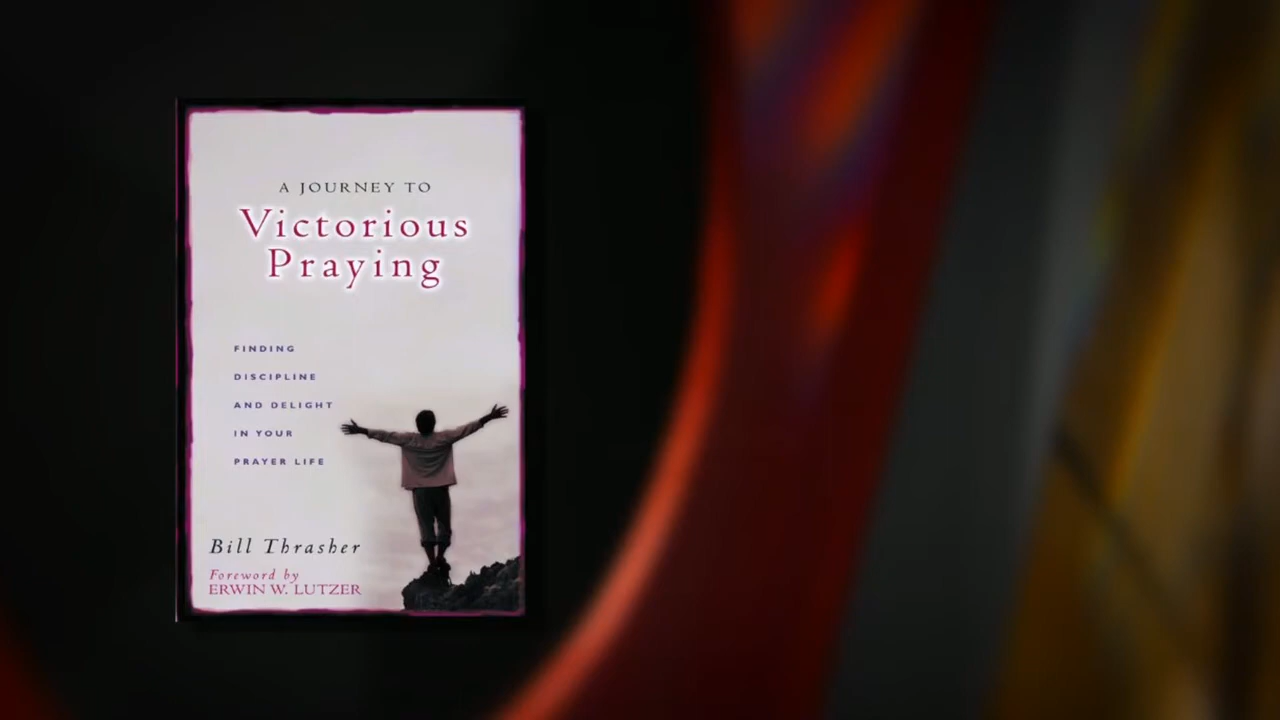 A JOURNEY TO
Victorious
Praying
FINDING
DISCIPLINE
AND DELIGHT
IN YOUR
PRAYER LIFE
Bill Thrasher
Foreword by
ERWIN W. LUTZER